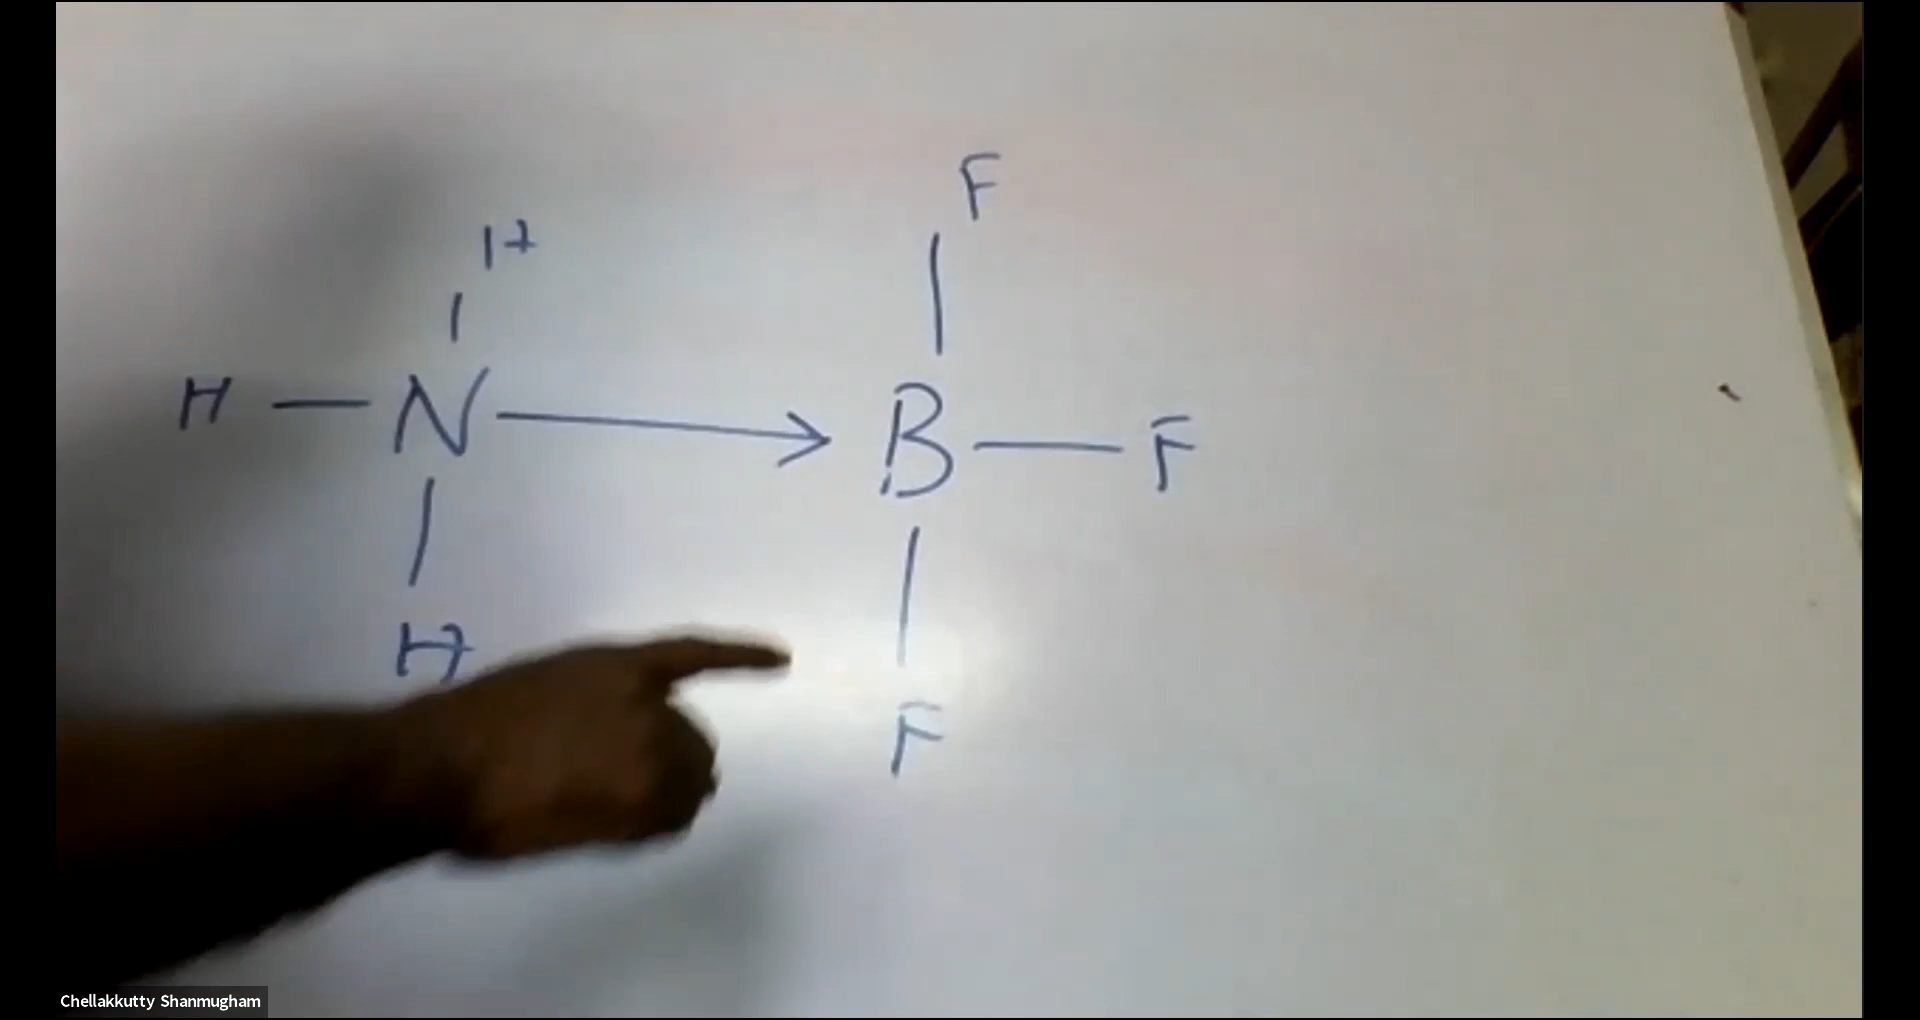 F
H
H — N → B — F
H
F
Chellakkutty Shanmugham